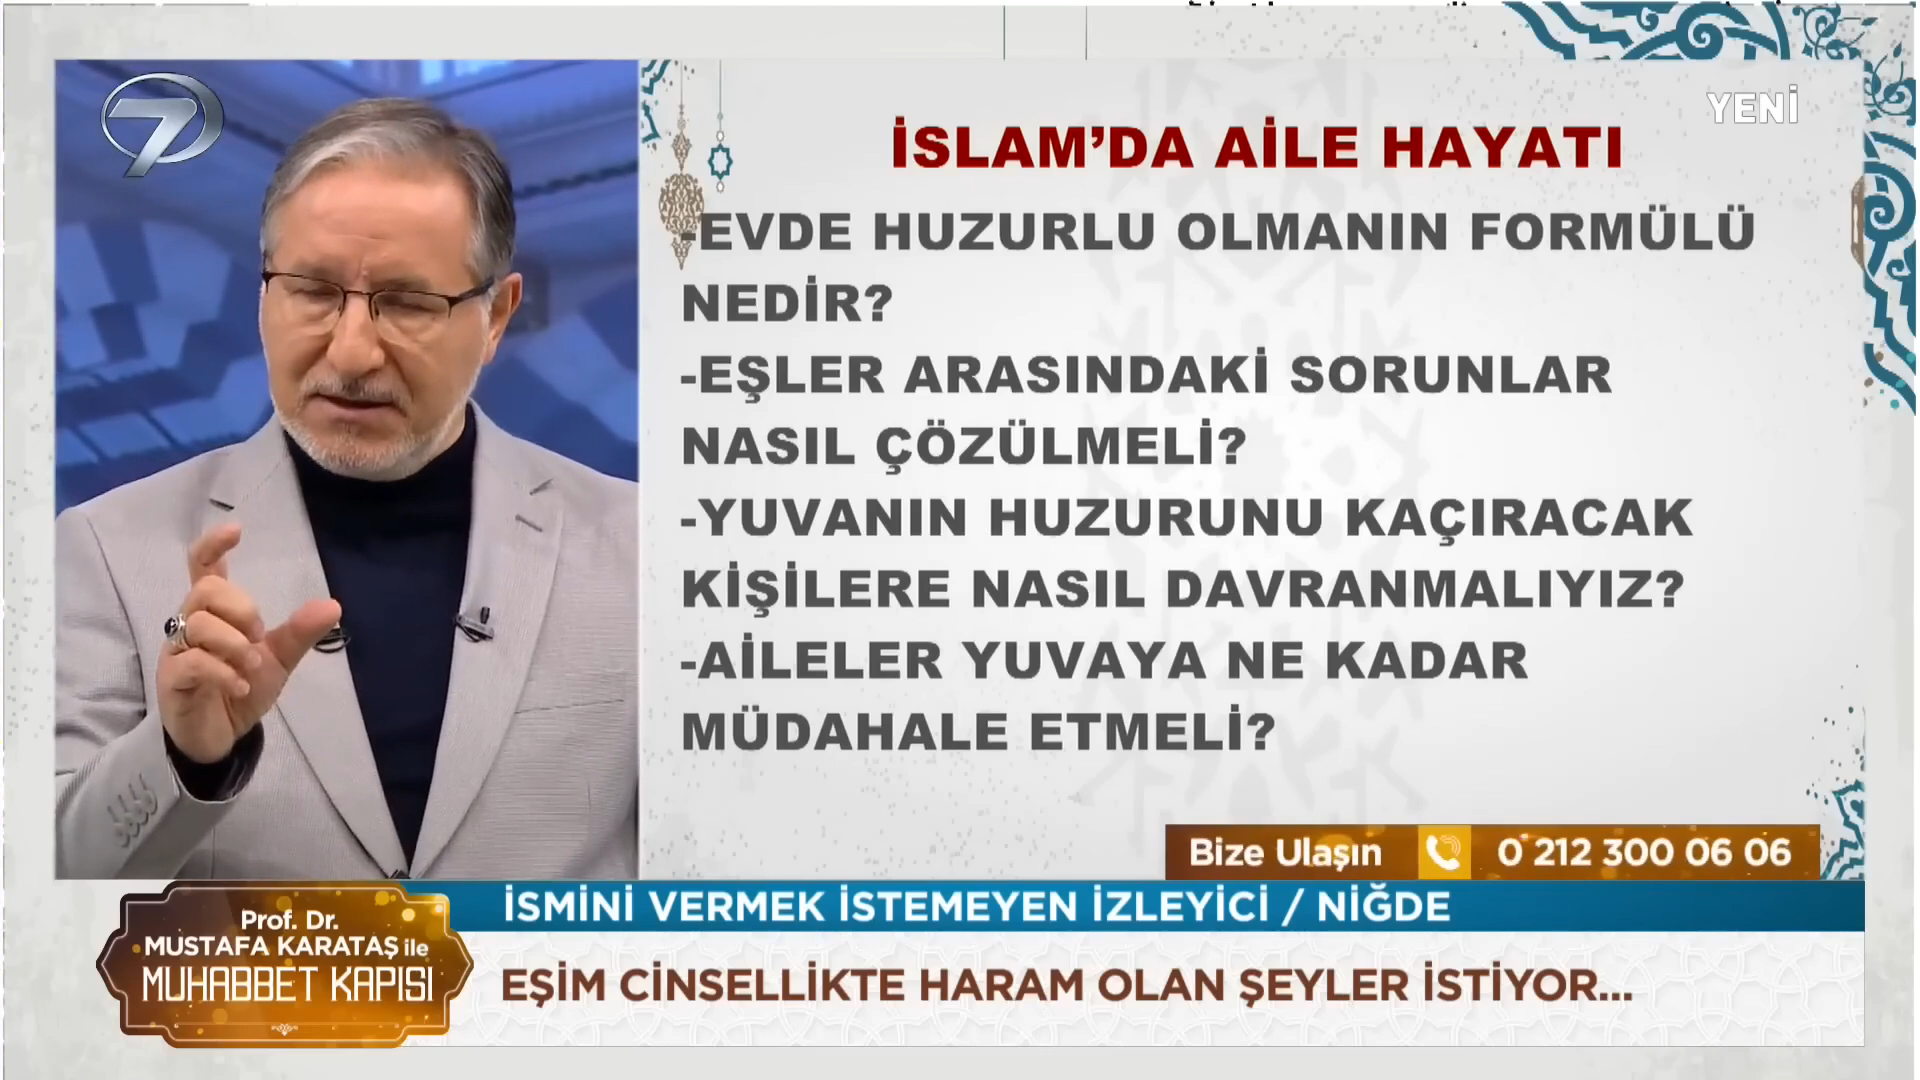 7
YENİ
İSLAM’DA AİLE HAYATI
-EVDE HUZURLU OLMANIN FORMÜLÜ
NEDİR?
-EŞLER ARASINDAKİ SORUNLAR
NASIL ÇÖZÜLMELİ?
-YUVANIN HUZURUNU KAÇIRACAK
KİŞİLERE NASIL DAVRANMALIYIZ?
-AİLELER YUVAYA NE KADAR
MÜDAHALE ETMELİ?
Bize Ulaşın 0 212 300 06 06
İSMİNİ VERMEK İSTEMEYEN İZLEYİCİ / NİĞDE
Prof. Dr.
MUSTAFA KARATAŞ ile
MUHABBET KAPISI
EŞİM CİNSELLİKTE HARAM OLAN ŞEYLER İSTİYOR...